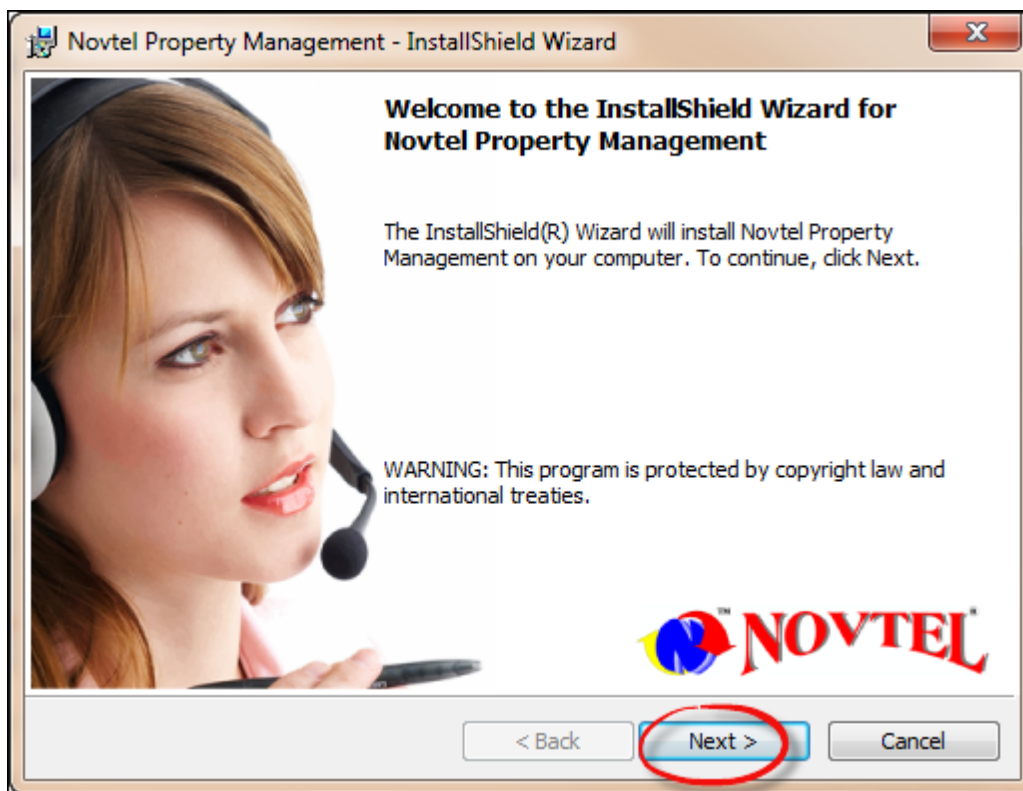 Novtel Property Management - InstallShield Wizard
Welcome to the InstallShield Wizard for
Novtel Property Management
The InstallShield(R) Wizard will install Novtel Property
Management on your computer. To continue, click Next.
WARNING: This program is protected by copyright law and
international treaties.
™ NOVTEL®
< Back
Next >
Cancel